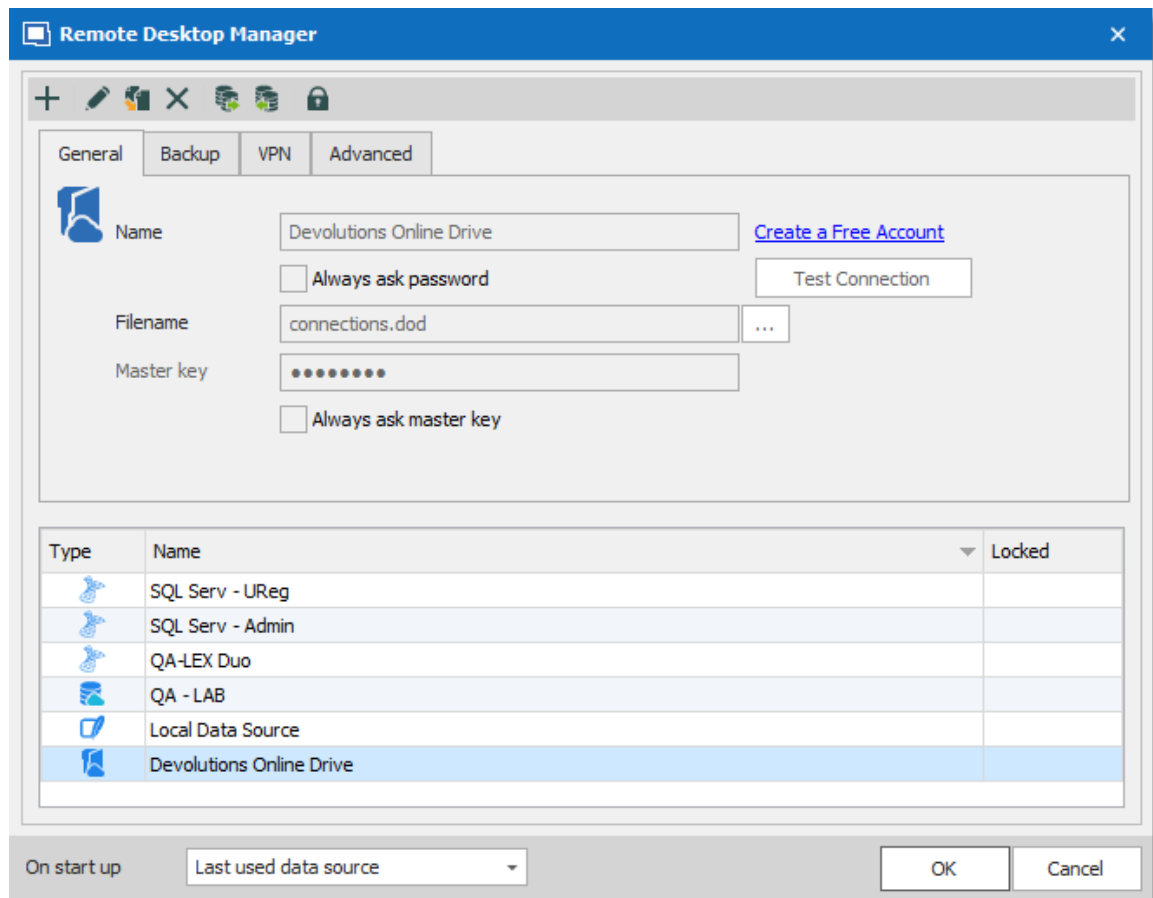 Remote Desktop Manager
General Backup VPN Advanced
Name Devolutions Online Drive Create a Free Account
Always ask password Test Connection
Filename connections.dod ...
Master key ●●●●●●●●
Always ask master key
Type Name Locked
SQL Serv - UReg
SQL Serv - Admin
QA-LEX Duo
QA - LAB
Local Data Source
Devolutions Online Drive
On start up Last used data source OK Cancel